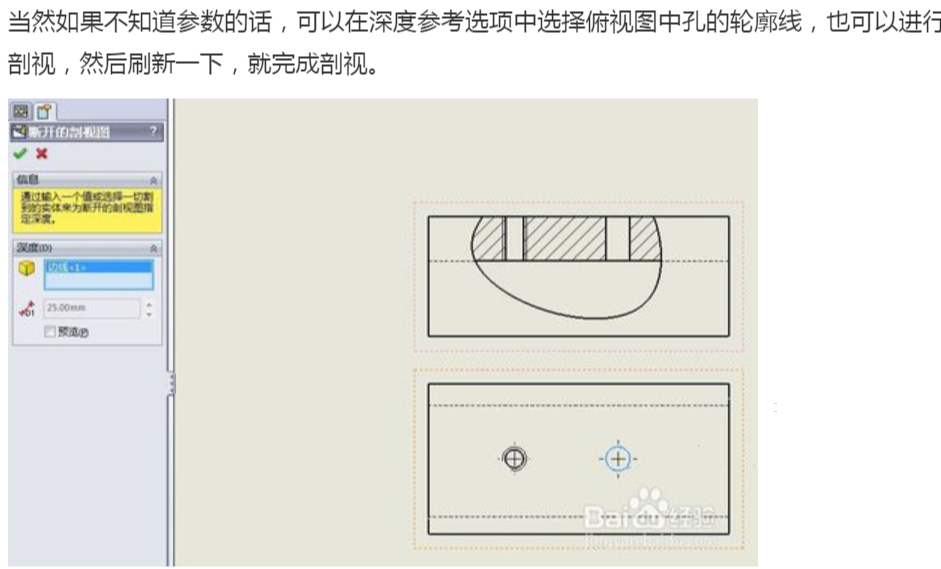 当然如果不知道参数的话，可以在深度参考选项中选择俯视图中孔的轮廓线，也可以进行
剖视，然后刷新一下，就完成剖视。
断开的剖视图 ?
信息
通过输入一个值或选择一切割
到的实体来为断开的剖视图指
定深度。
深度(D)
边线<1>
D1 25.00mm
预览(P)
Baidu经验